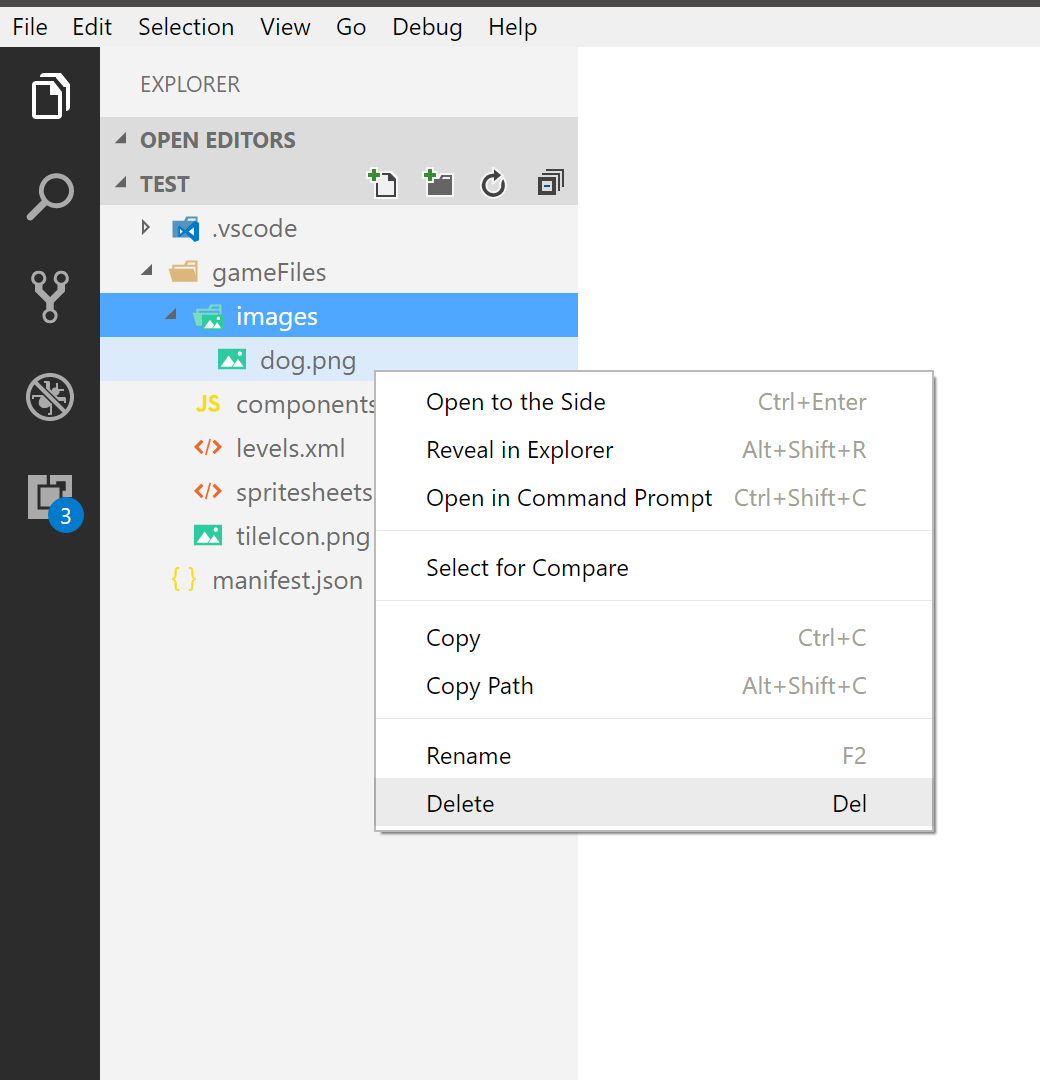 File Edit Selection View Go Debug Help
EXPLORER
OPEN EDITORS
TEST
.vscode
gameFiles
images
dog.png
components
levels.xml
spritesheets
tileIcon.png
manifest.json
3
Open to the Side Ctrl+Enter
Reveal in Explorer Alt+Shift+R
Open in Command Prompt Ctrl+Shift+C
Select for Compare
Copy Ctrl+C
Copy Path Alt+Shift+C
Rename F2
Delete Del